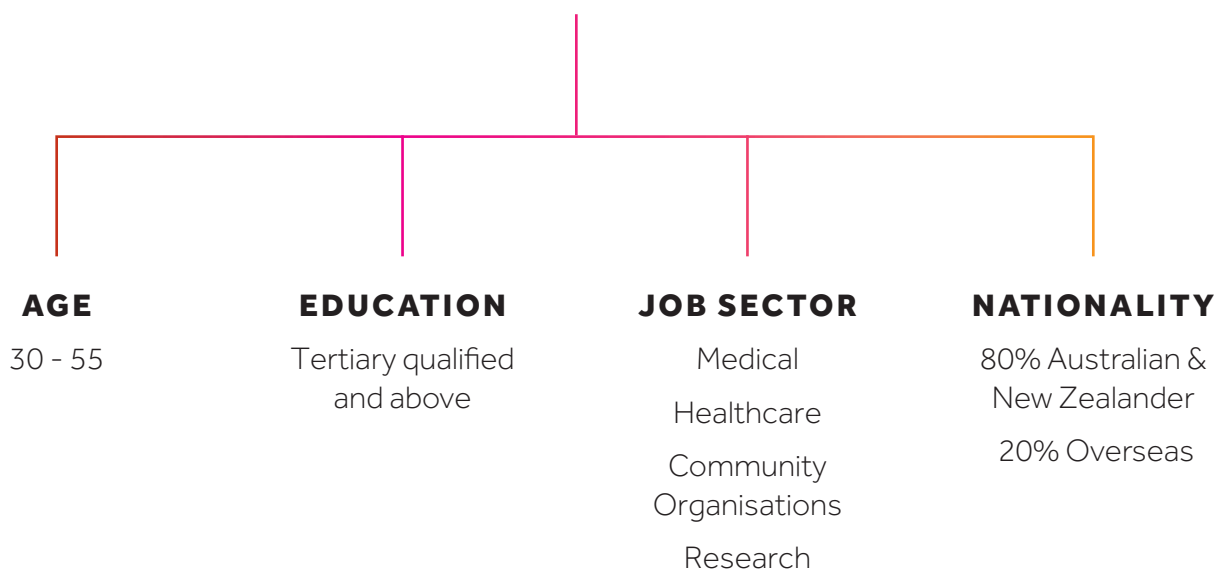 AGE
30 - 55
EDUCATION
Tertiary qualified
and above
JOB SECTOR
Medical
Healthcare
Community
Organisations
Research
NATIONALITY
80% Australian &
New Zealander
20% Overseas